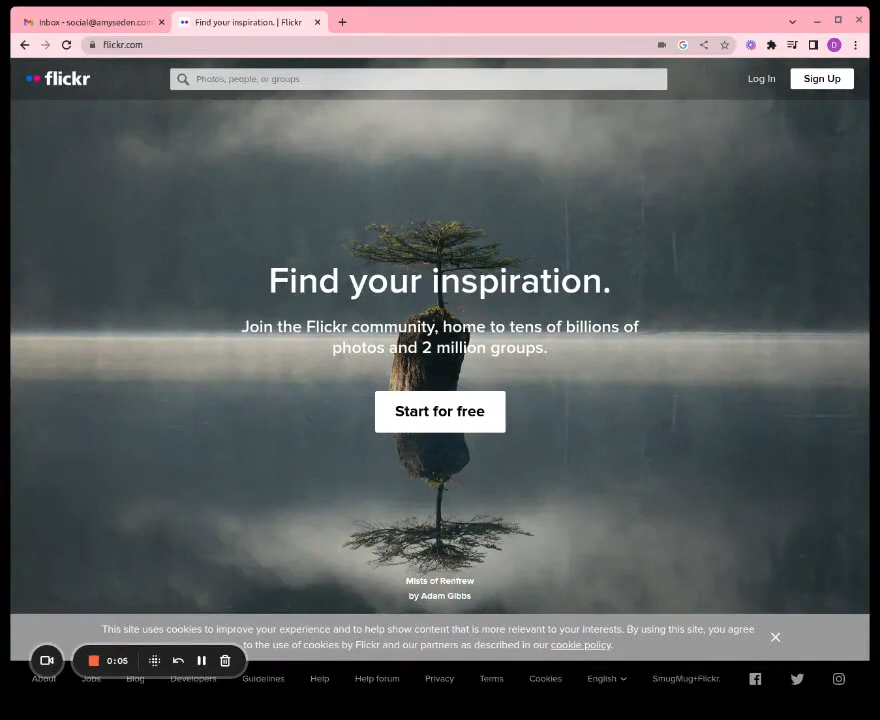 Inbox - social@amyseden.com
Find your inspiration. | Flickr
flickr.com
D
flickr
Photos, people, or groups
Log In
Sign Up
Find your inspiration.
Join the Flickr community, home to tens of billions of
photos and 2 million groups.
Start for free
Mists of Renfrew
by Adam Gibbs
This site uses cookies to improve your experience and to help show content that is more relevant to your interests. By using this site, you agree
to the use of cookies by Flickr and our partners as described in our cookie policy.
0:05
About Jobs Blog Developers Guidelines Help Help forum Privacy Terms Cookies English SmugMug+Flickr.